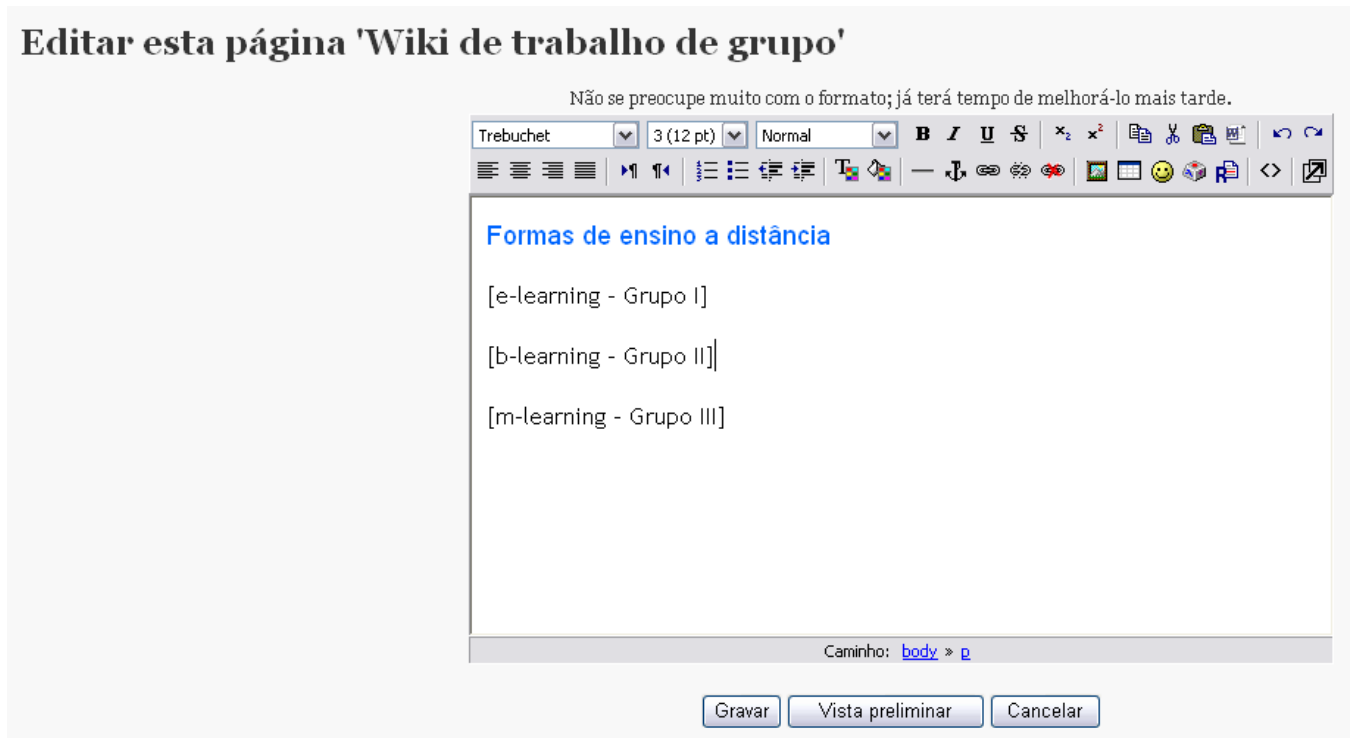 Editar esta página 'Wiki de trabalho de grupo'
Não se preocupe muito com o formato; já terá tempo de melhorá-lo mais tarde.
Trebuchet 3 (12 pt) Normal B I U S x₂ x²
Formas de ensino a distância
[e-learning - Grupo I]
[b-learning - Grupo II]
[m-learning - Grupo III]
Caminho: body » p
Gravar Vista preliminar Cancelar